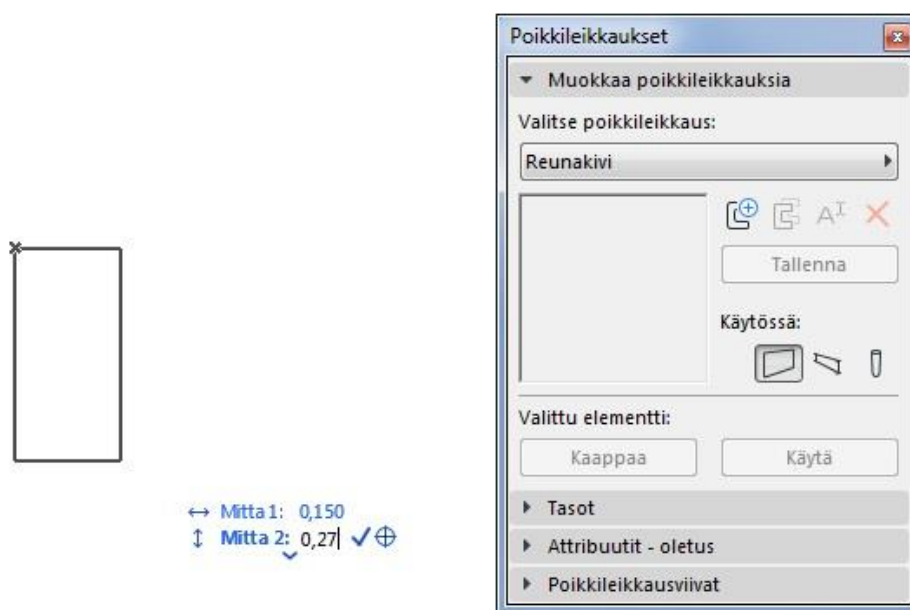 Poikkileikkaukset
Muokkaa poikkileikkauksia
Valitse poikkileikkaus:
Reunakivi
Tallenna
Käytössä:
Valittu elementti:
Kaappaa Käytä
Tasot
Attribuutit - oletus
Poikkileikkausviivat
Mitta 1: 0,150
Mitta 2: 0,27